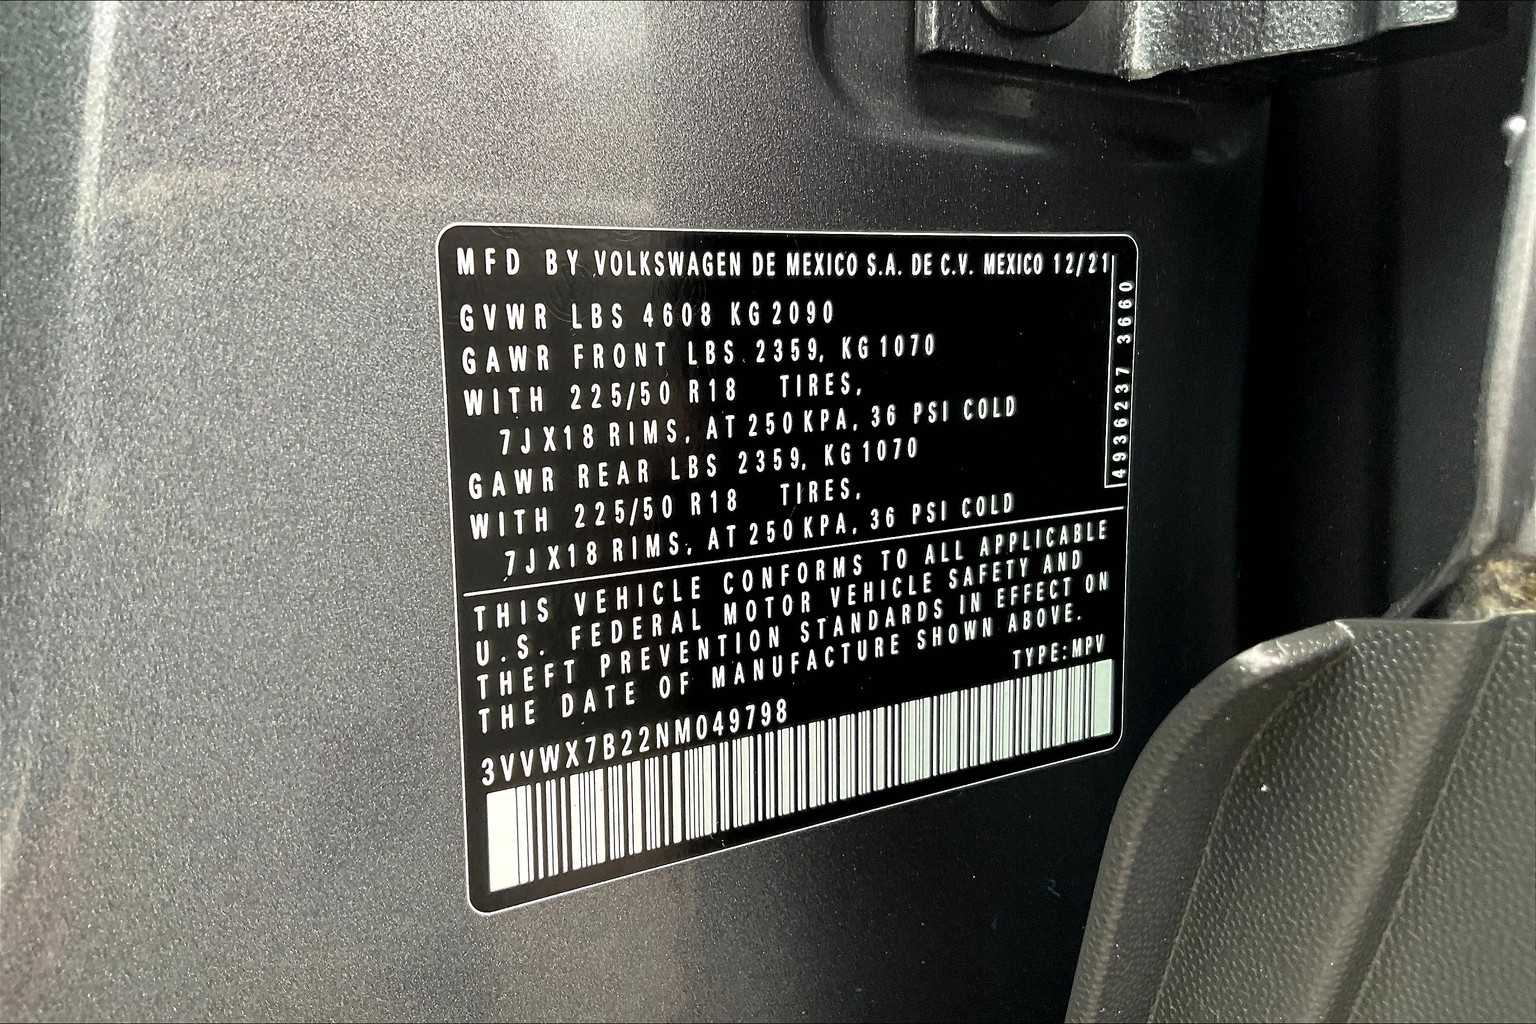 MFD BY VOLKSWAGEN DE MEXICO S.A. DE C.V. MEXICO 12/21
GVWR LBS 4608 KG 2090
GAWR FRONT LBS 2359, KG 1070
WITH 225/50 R18 TIRES,
7JX18 RIMS, AT 250 KPA, 36 PSI COLD
GAWR REAR LBS 2359, KG 1070
WITH 225/50 R18 TIRES,
7JX18 RIMS, AT 250 KPA, 36 PSI COLD
4936237 3660
THIS VEHICLE CONFORMS TO ALL APPLICABLE
U.S. FEDERAL MOTOR VEHICLE SAFETY AND
THEFT PREVENTION STANDARDS IN EFFECT ON
THE DATE OF MANUFACTURE SHOWN ABOVE.
TYPE:MPV
3VVWX7B22NM049798